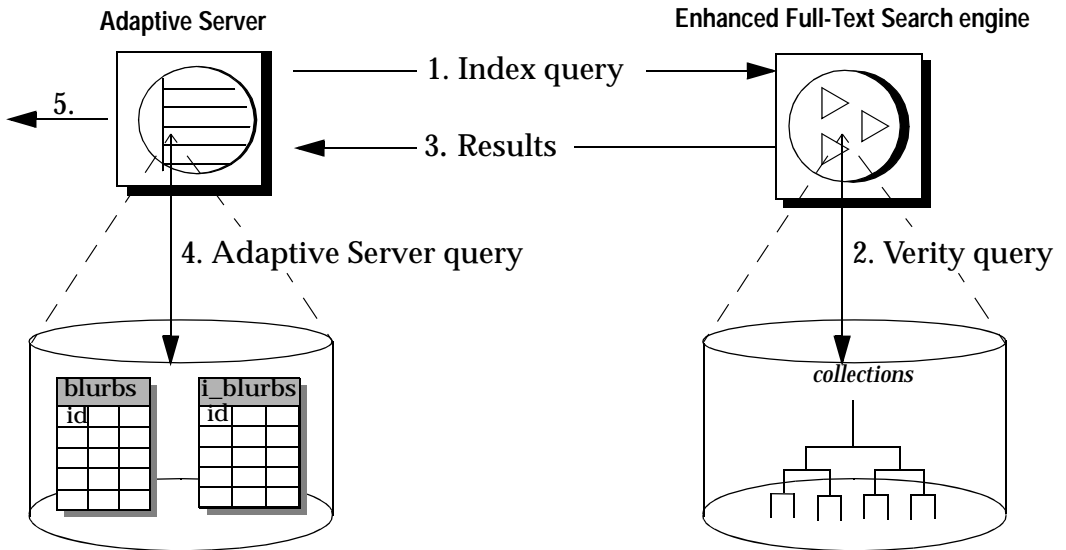 Adaptive Server
Enhanced Full-Text Search engine
1. Index query
5.
3. Results
4. Adaptive Server query
2. Verity query
blurbs
id
i_blurbs
id
collections